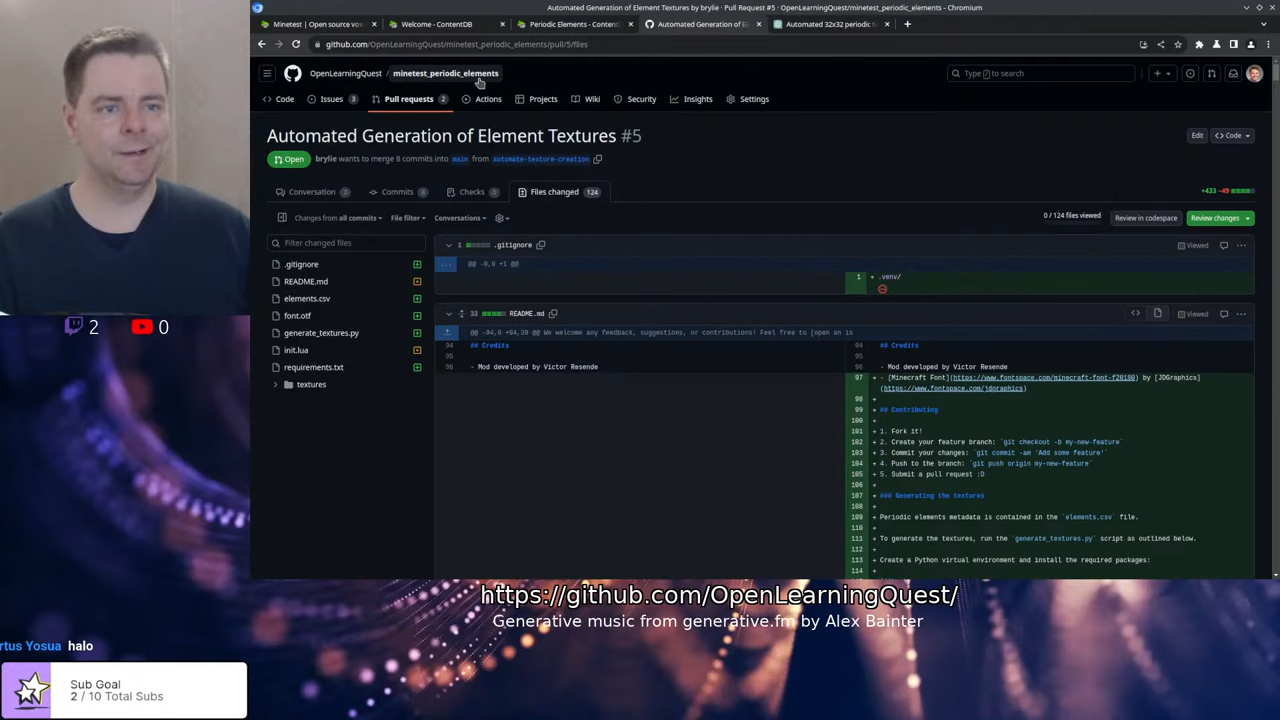 Automated Generation of Element Textures by brylie · Pull Request #5 · OpenLearningQuest/minetest_periodic_elements - Chromium
Minetest | Open source vo
Welcome - ContentDB
Periodic Elements - Content
Automated Generation of E
Automated 32x32 periodic t
github.com/OpenLearningQuest/minetest_periodic_elements/pull/5/files
OpenLearningQuest / minetest_periodic_elements
Type / to search
Code
Issues 3
Pull requests 2
Actions
Projects
Wiki
Security
Insights
Settings
Automated Generation of Element Textures #5
Edit
Code
Open
brylie wants to merge 8 commits into main from automate-texture-creation
Conversation 0
Commits 8
Checks 0
Files changed 124
+433 −49
Changes from all commits
File filter
Conversations
0 / 124 files viewed
Review in codespace
Review changes
Filter changed files
.gitignore
README.md
elements.csv
font.otf
generate_textures.py
init.lua
requirements.txt
textures
1 .gitignore
Viewed
... @@ -0,0 +1 @@
1 + .venv/
33 README.md
Viewed
@@ -94,6 +94,39 @@ We welcome any feedback, suggestions, or contributions! Feel free to [open an is
94 ## Credits
95
96 - Mod developed by Victor Resende
94 ## Credits
95
96 - Mod developed by Victor Resende
97 + - [Minecraft Font](https://www.fontspace.com/minecraft-font-f28180) by [JDGraphics]
(https://www.fontspace.com/jdgraphics)
98 +
99 + ## Contributing
100 +
101 + 1. Fork it!
102 + 2. Create your feature branch: `git checkout -b my-new-feature`
103 + 3. Commit your changes: `git commit -am 'Add some feature'`
104 + 4. Push to the branch: `git push origin my-new-feature`
105 + 5. Submit a pull request :D
106 +
107 + ### Generating the textures
108 +
109 + Periodic elements metadata is contained in the `elements.csv` file.
110 +
111 + To generate the textures, run the `generate_textures.py` script as outlined below.
112 +
113 + Create a Python virtual environment and install the required packages:
114 +
2
0
https://github.com/OpenLearningQuest/
Generative music from generative.fm by Alex Bainter
rtus Yosua halo
Sub Goal
2 / 10 Total Subs